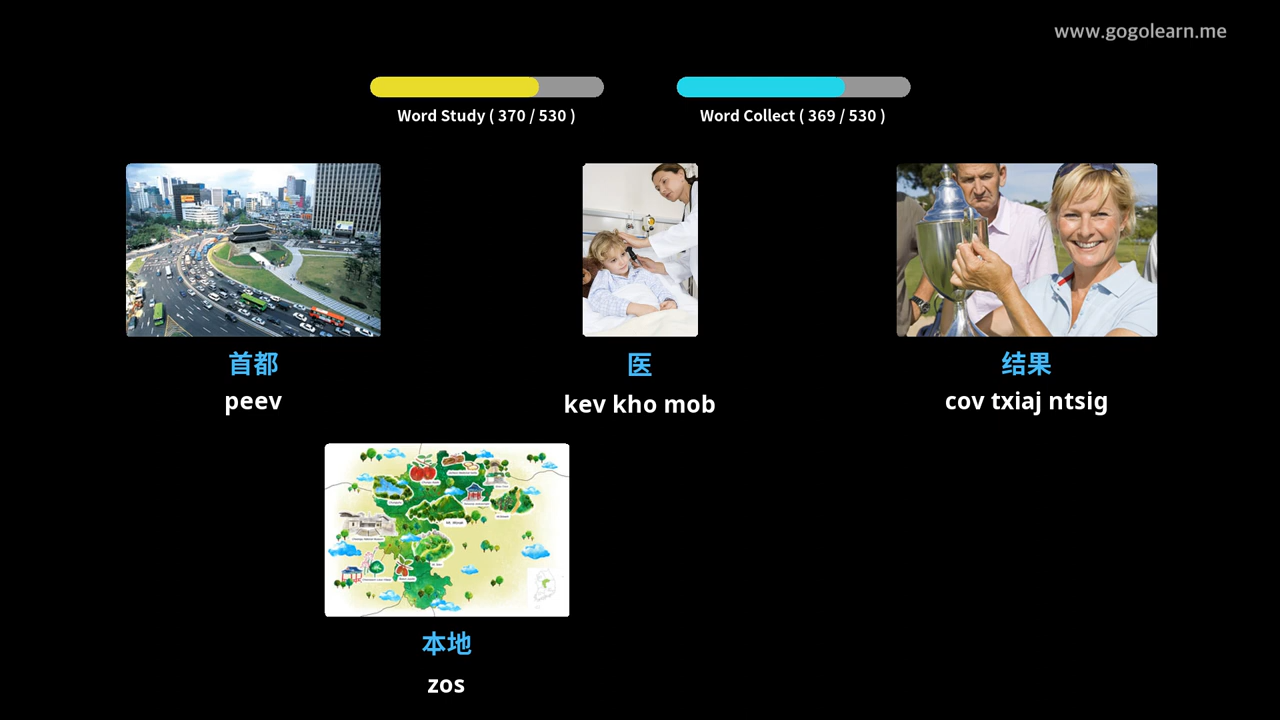 www.gogolearn.me
Word Study ( 370 / 530 )
Word Collect ( 369 / 530 )
首都
医
结果
peev
kev kho mob
cov txiaj ntsig
本地
zos